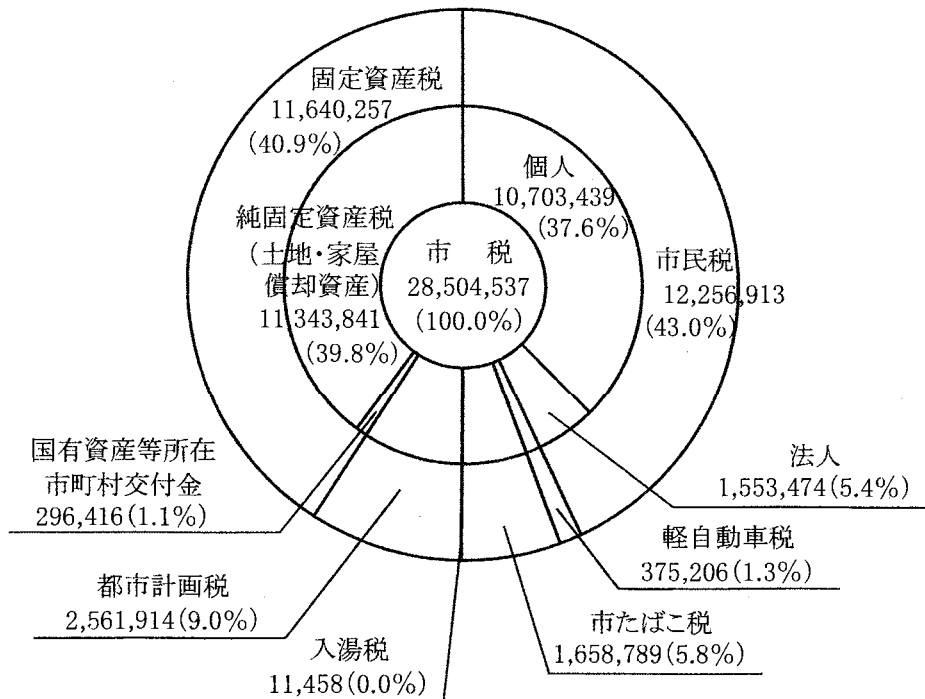 固定資産税
11,640,257
(40.9%)
個人
10,703,439
(37.6%)
純固定資産税
(土地・家屋
償却資産)
11,343,841
(39.8%)
市 税
28,504,537
(100.0%)
市民税
12,256,913
(43.0%)
国有資産等所在
市町村交付金
296,416(1.1%)
法人
1,553,474(5.4%)
軽自動車税
375,206(1.3%)
都市計画税
2,561,914(9.0%)
市たばこ税
1,658,789(5.8%)
入湯税
11,458(0.0%)